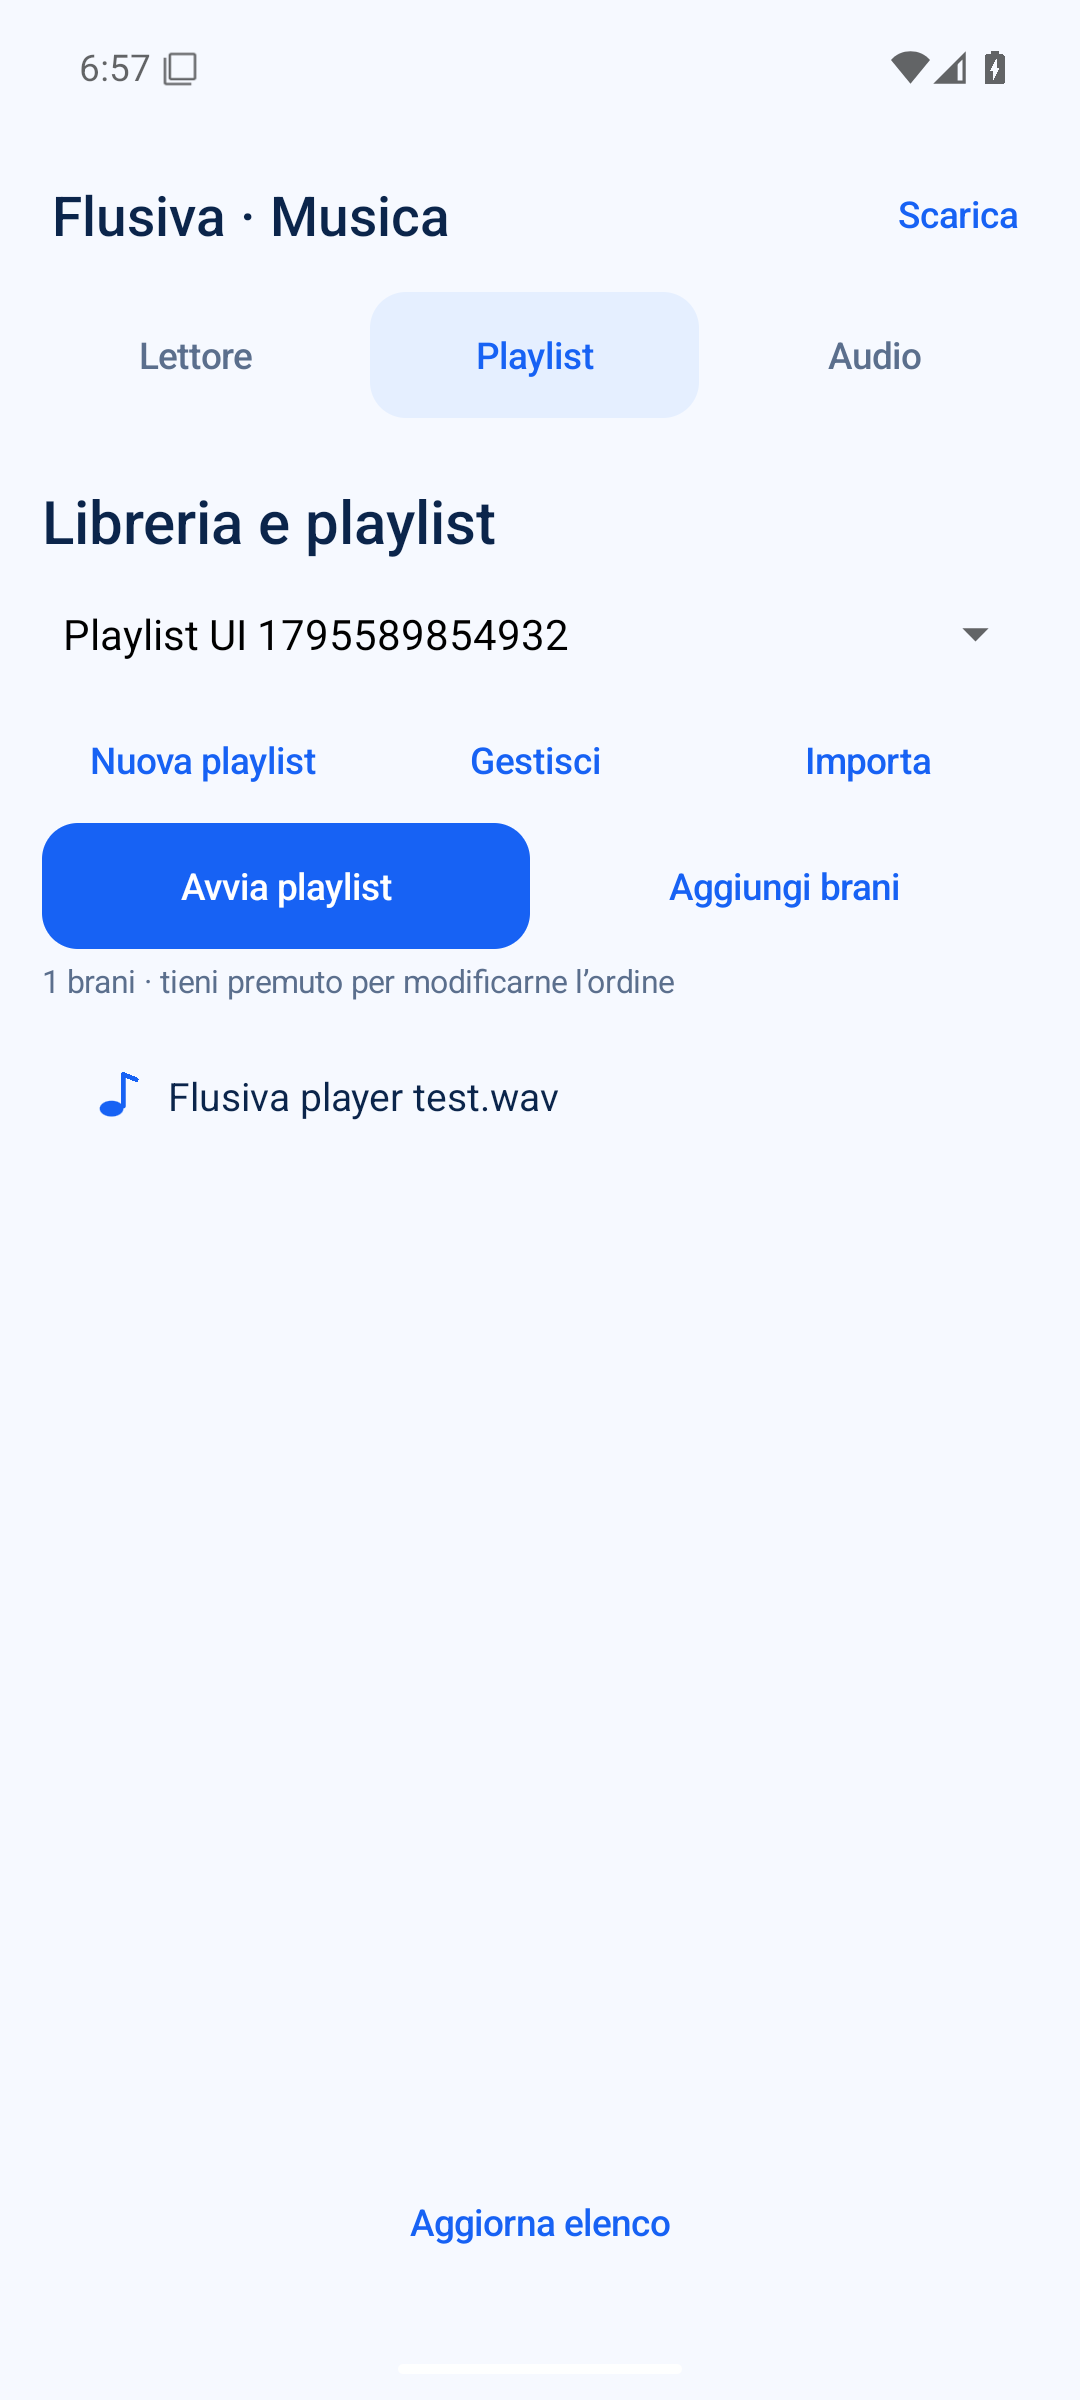 6:57
Flusiva · Musica
Scarica
Lettore
Playlist
Audio
Libreria e playlist
Playlist UI 1795589854932
Nuova playlist
Gestisci
Importa
Avvia playlist
Aggiungi brani
1 brani · tieni premuto per modificarne l’ordine
Flusiva player test.wav
Aggiorna elenco